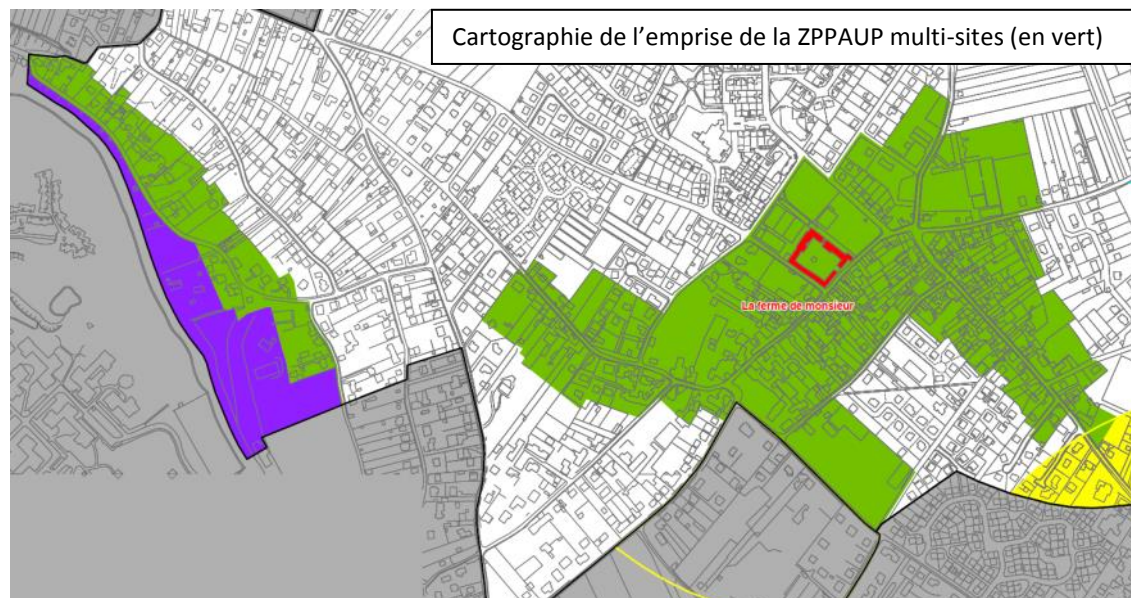 Cartographie de l’emprise de la ZPPAUP multi-sites (en vert)
La ferme de monsieur